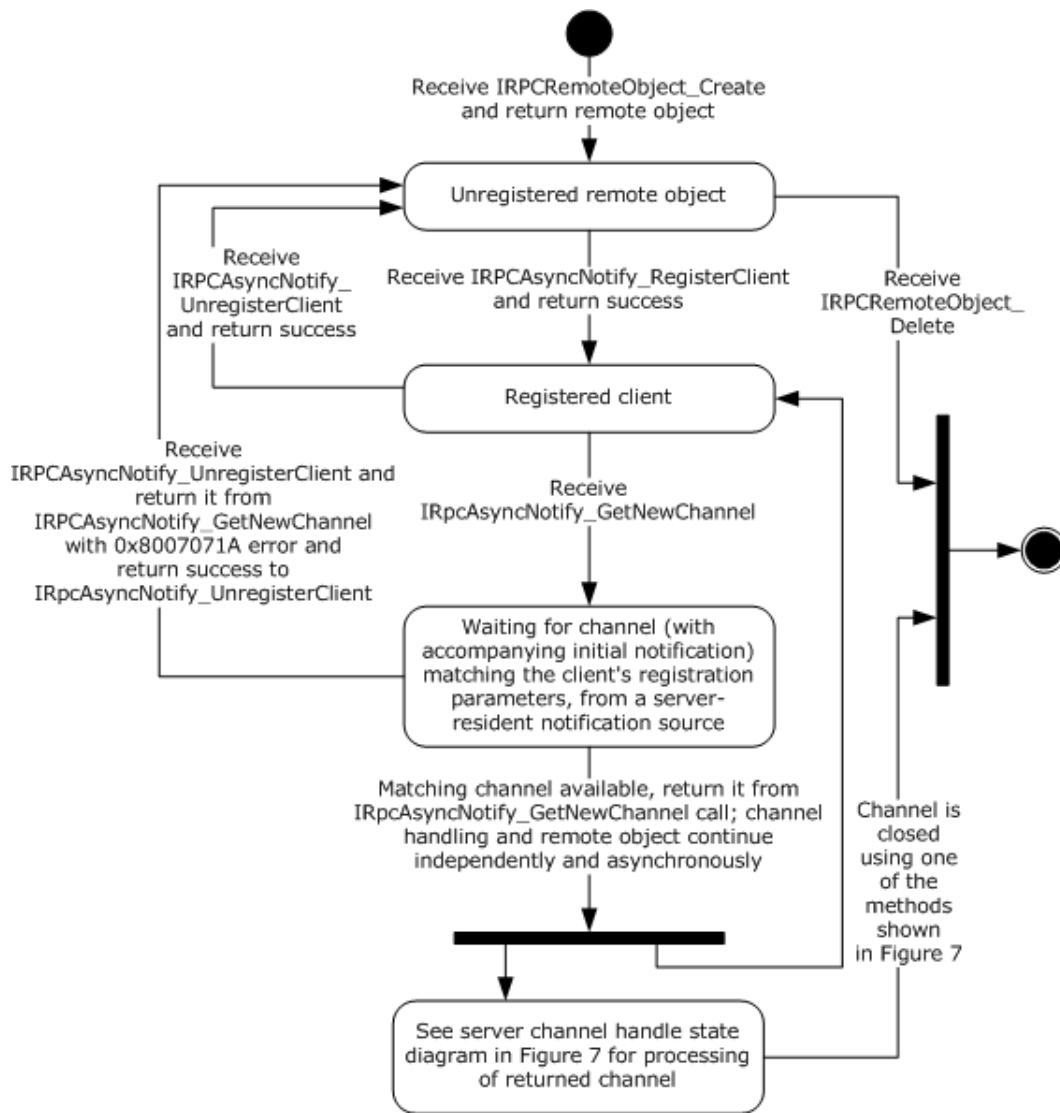 Receive IRPCRemoteObject_Create
and return remote object
Unregistered remote object
Receive
IRPCAsyncNotify_
UnregisterClient
and return success
Receive IRPCAsyncNotify_RegisterClient
and return success
Receive
IRPCRemoteObject_
Delete
Registered client
Receive
IRPCAsyncNotify_UnregisterClient and
return it from
IRPCAsyncNotify_GetNewChannel
with 0x8007071A error and
return success to
IRpcAsyncNotify_UnregisterClient
Receive
IRpcAsyncNotify_GetNewChannel
Waiting for channel (with
accompanying initial notification)
matching the client's registration
parameters, from a server-
resident notification source
Matching channel available, return it from
IRpcAsyncNotify_GetNewChannel call; channel
handling and remote object continue
independently and asynchronously
Channel is
closed
using one
of the
methods
shown
in Figure 7
See server channel handle state
diagram in Figure 7 for processing
of returned channel